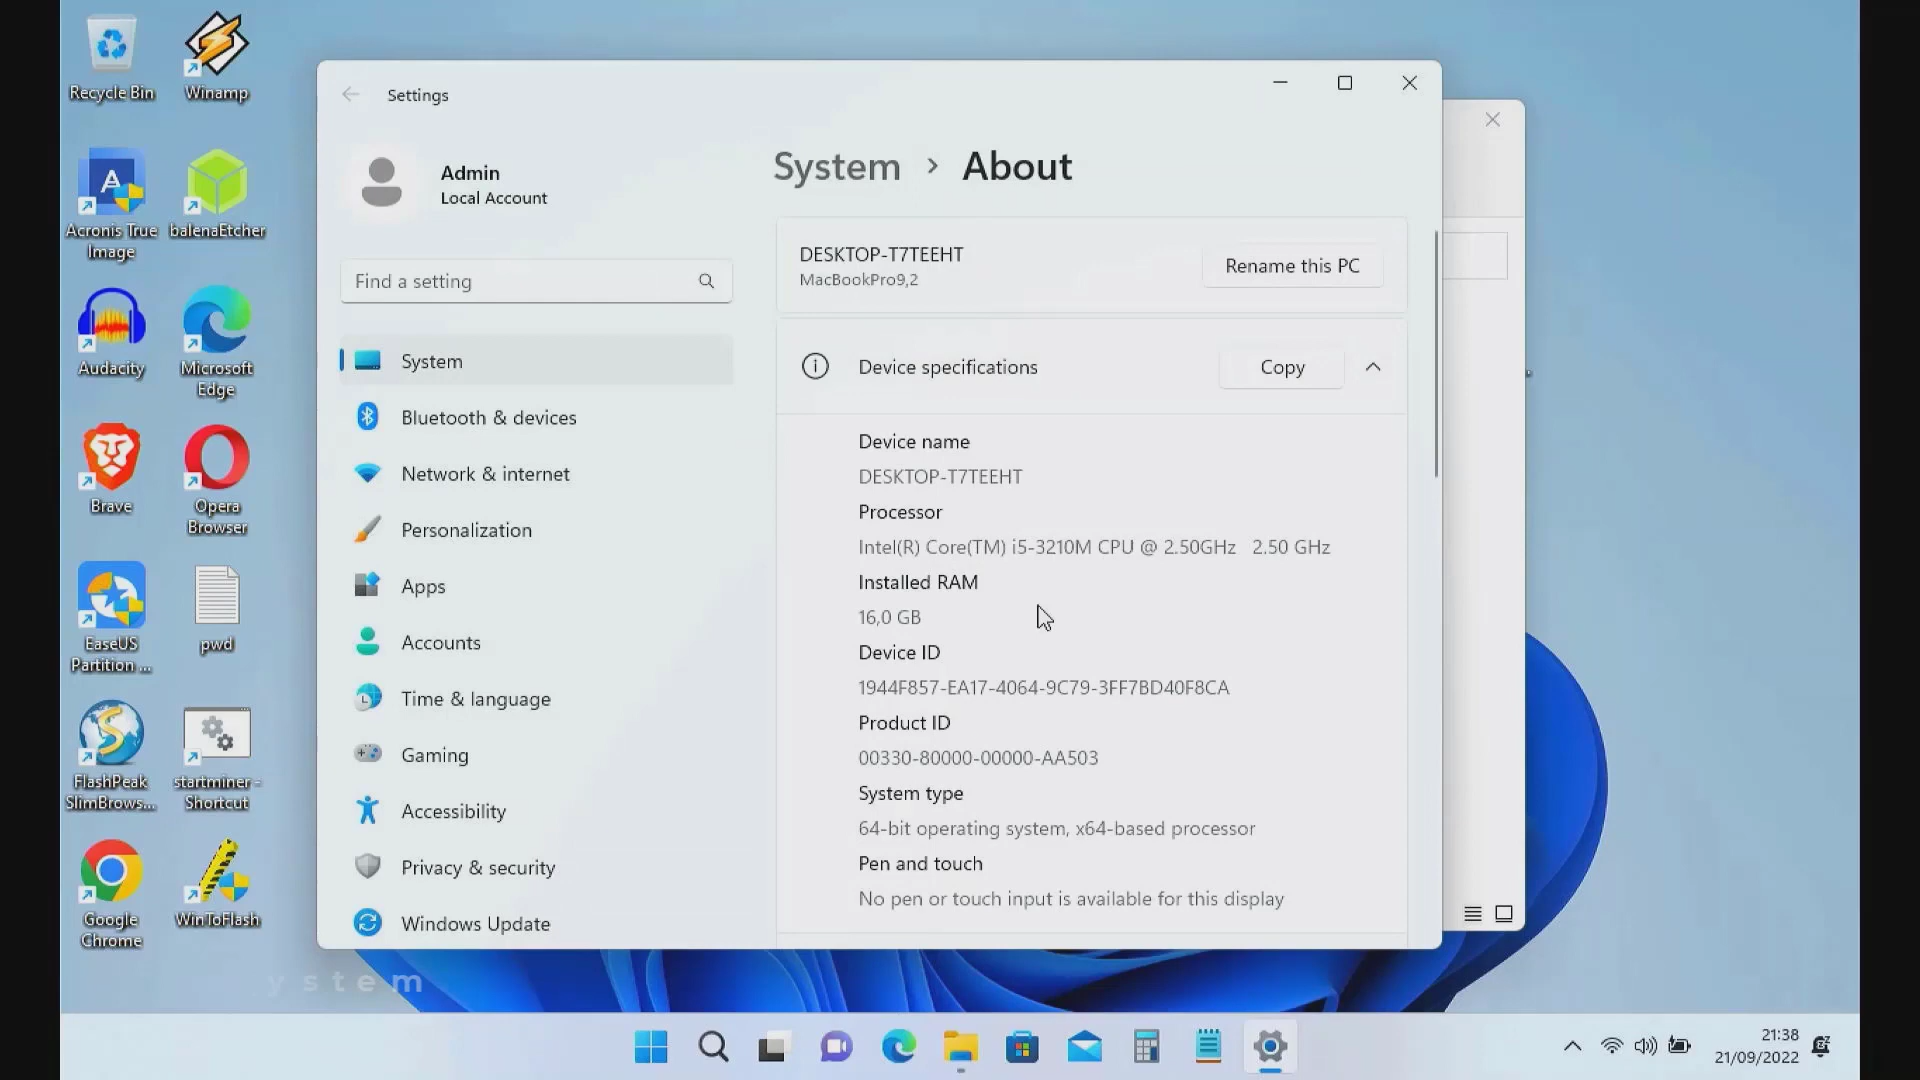 Recycle Bin
Winamp
Acronis True
Image
balenaEtcher
Audacity
Microsoft
Edge
Brave
Opera
Browser
EaseUS
Partition ...
pwd
FlashPeak
SlimBrows...
startminer -
Shortcut
Google
Chrome
WinToFlash
Settings
Admin
Local Account
Find a setting
System
Bluetooth & devices
Network & internet
Personalization
Apps
Accounts
Time & language
Gaming
Accessibility
Privacy & security
Windows Update
System > About
DESKTOP-T7TEEHT
MacBookPro9,2
Rename this PC
Device specifications
Copy
Device name
DESKTOP-T7TEEHT
Processor
Intel(R) Core(TM) i5-3210M CPU @ 2.50GHz 2.50 GHz
Installed RAM
16,0 GB
Device ID
1944F857-EA17-4064-9C79-3FF7BD40F8CA
Product ID
00330-80000-00000-AA503
System type
64-bit operating system, x64-based processor
Pen and touch
No pen or touch input is available for this display
ystem
21:38
21/09/2022